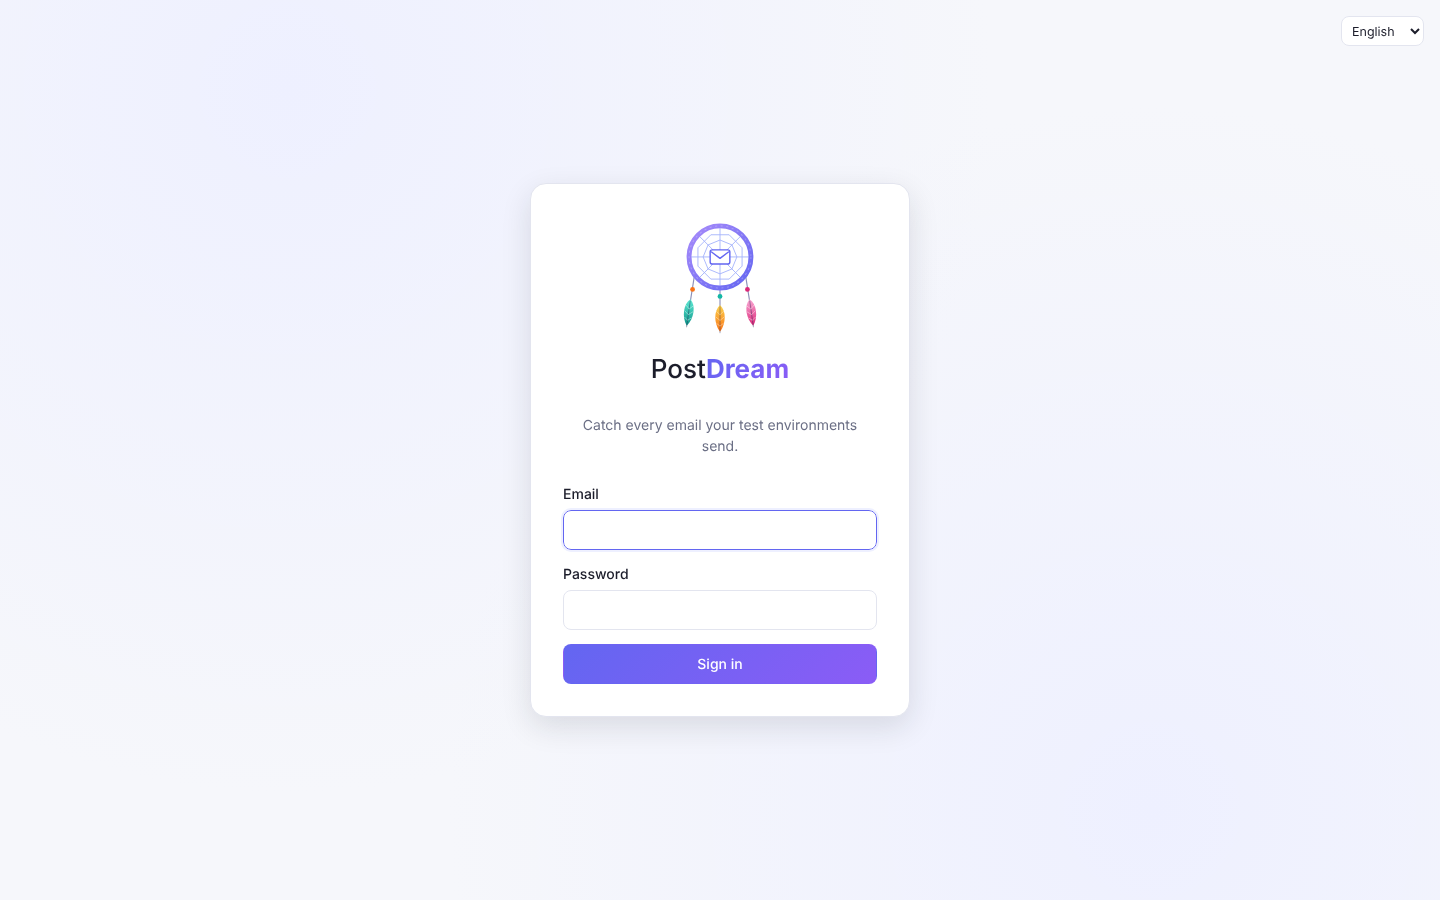 English
PostDream
Catch every email your test environments
send.
Email
Password
Sign in